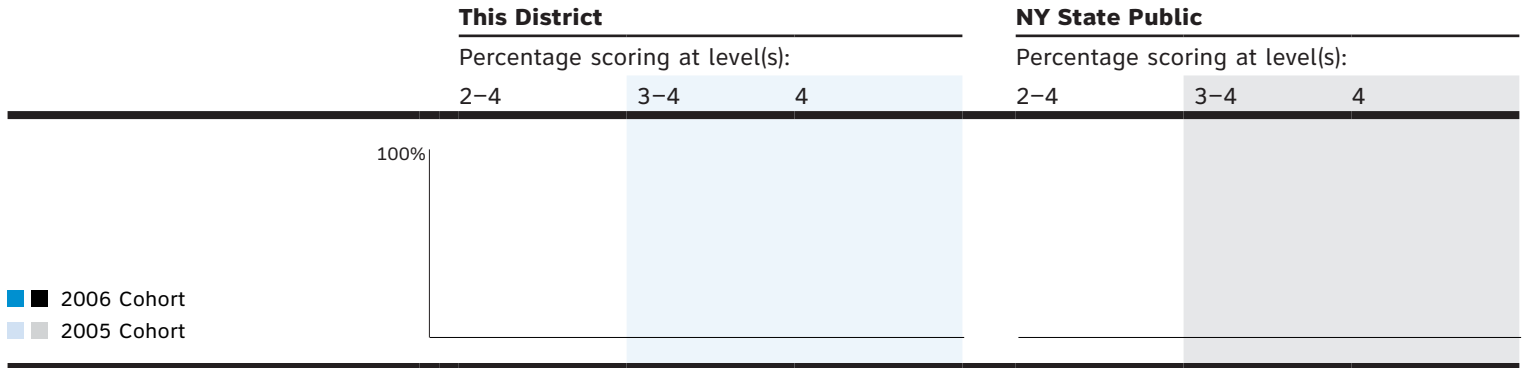 This District NY State Public
Percentage scoring at level(s): Percentage scoring at level(s):
2–4 3–4 4 2–4 3–4 4
100%
2006 Cohort
2005 Cohort